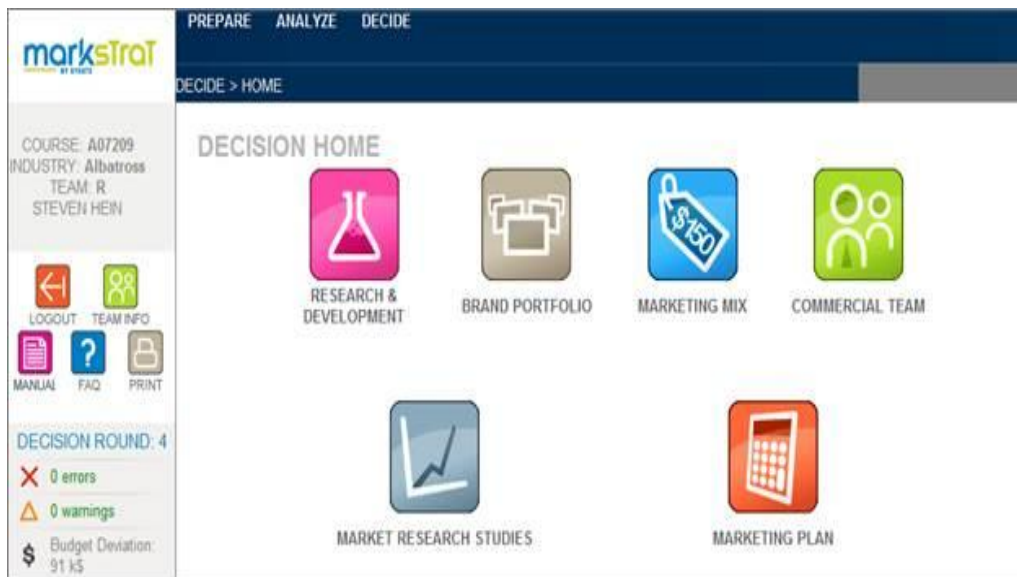 PREPARE ANALYZE DECIDE
marksTraT
BY STRATX
DECIDE > HOME
COURSE: A07209
INDUSTRY: Albatross
TEAM: R
STEVEN HEIN
LOGOUT TEAM INFO
MANUAL FAQ PRINT
DECISION ROUND: 4
0 errors
0 warnings
$ Budget Deviation:
91 k$
DECISION HOME
$150
RESEARCH &
DEVELOPMENT
BRAND PORTFOLIO
MARKETING MIX
COMMERCIAL TEAM
MARKET RESEARCH STUDIES
MARKETING PLAN